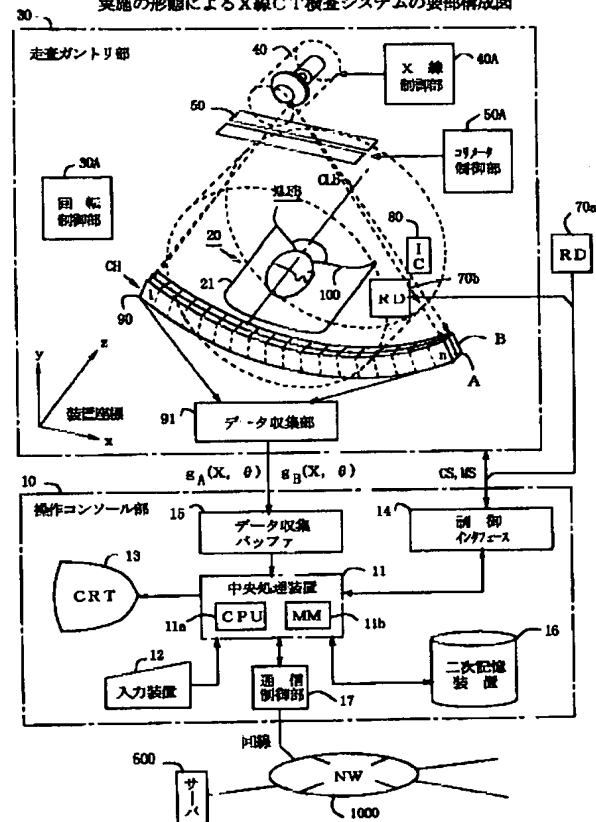 実施の形態によるX線CT検査システムの要部構成図
30
走査ガントリ部
40
X 線
制御部
40A
50
50A
コリメータ
制御部
30A
回 転
制御部
CLB
XLFB
20
21
80
I
C
70a
RD
70b
RD
100
CH
90
1
n
B
A
y
z
x
装置座標
91
データ収集部
gA(X, θ) gB(X, θ)
CS,MS
10
操作コンソール部
15
データ収集
バッファ
14
制 御
インタフェース
13
CRT
中央処理装置
11
11a
CPU
MM
11b
12
入力装置
通 信
制御部
17
16
二次記憶
装 置
回線
NW
1000
サーバ